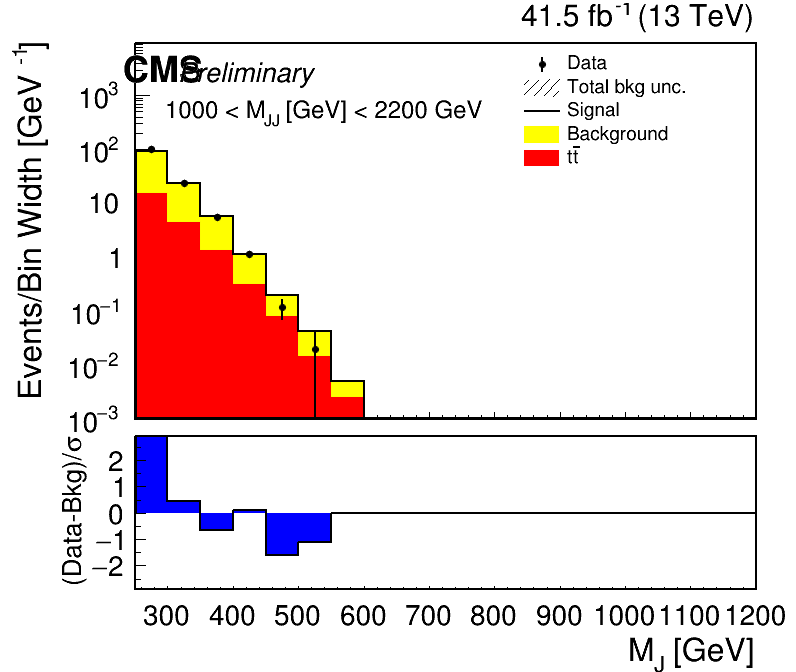 41.5 fb⁻¹ (13 TeV)
CMS Preliminary
1000 < M_JJ [GeV] < 2200 GeV
Data
Total bkg unc.
Signal
Background
tt̅
Events/Bin Width [GeV⁻¹]
10³
10²
10
1
10⁻¹
10⁻²
10⁻³
(Data-Bkg)/σ
2
1
0
−1
−2
300 400 500 600 700 800 900 1000 1100 1200
M_J [GeV]